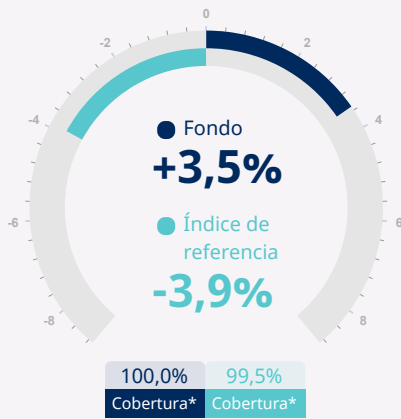 0
-2
2
-4
4
-6
6
-8
8
Fondo
+3,5%
Índice de
referencia
-3,9%
100,0%
99,5%
Cobertura*
Cobertura*